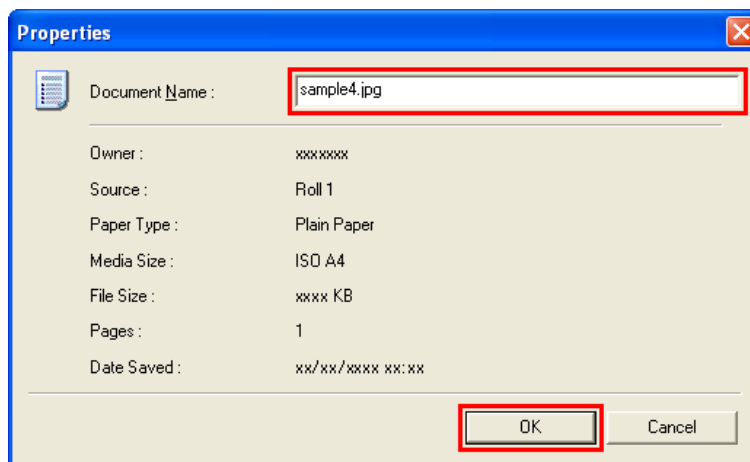 Properties
Document Name : sample4.jpg
Owner : xxxxxxx
Source : Roll 1
Paper Type : Plain Paper
Media Size : ISO A4
File Size : xxxx KB
Pages : 1
Date Saved : xx/xx/xxxx xx:xx
OK Cancel